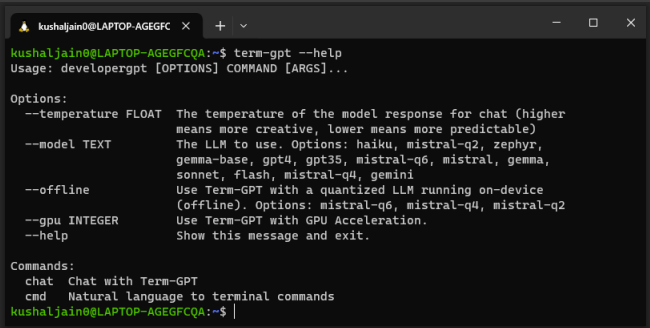 kushaljain0@LAPTOP-AGEGFC
kushaljain0@LAPTOP-AGEGFCQA:~$ term-gpt --help
Usage: developergpt [OPTIONS] COMMAND [ARGS]...
Options:
--temperature FLOAT  The temperature of the model response for chat (higher
means more creative, lower means more predictable)
--model TEXT         The LLM to use. Options: haiku, mistral-q2, zephyr,
gemma-base, gpt4, gpt35, mistral-q6, mistral, gemma,
sonnet, flash, mistral-q4, gemini
--offline            Use Term-GPT with a quantized LLM running on-device
(offline). Options: mistral-q6, mistral-q4, mistral-q2
--gpu INTEGER        Use Term-GPT with GPU Acceleration.
--help               Show this message and exit.
Commands:
chat  Chat with Term-GPT
cmd   Natural language to terminal commands
kushaljain0@LAPTOP-AGEGFCQA:~$